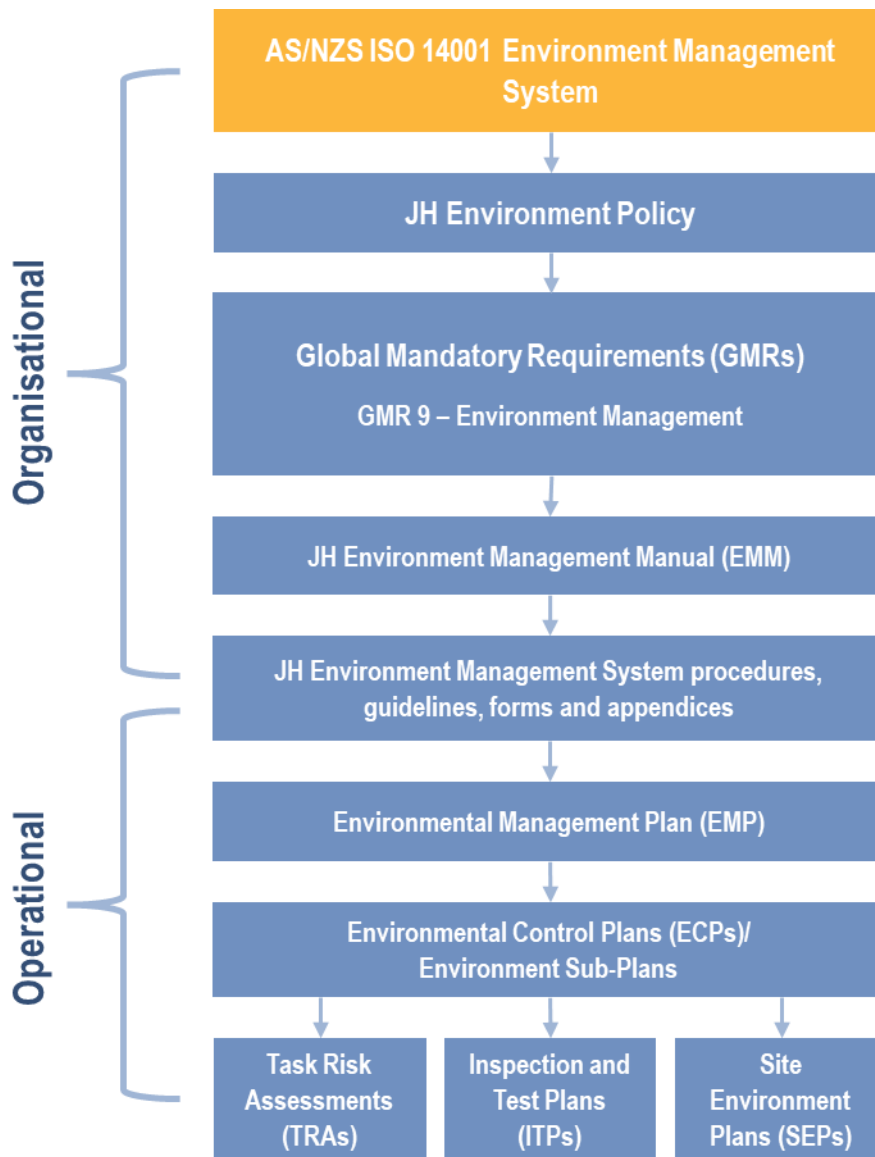 AS/NZS ISO 14001 Environment Management
System
JH Environment Policy
Global Mandatory Requirements (GMRs)
GMR 9 – Environment Management
JH Environment Management Manual (EMM)
JH Environment Management System procedures,
guidelines, forms and appendices
Environmental Management Plan (EMP)
Environmental Control Plans (ECPs)/
Environment Sub-Plans
Task Risk
Assessments
(TRAs)
Inspection and
Test Plans
(ITPs)
Site
Environment
Plans (SEPs)
Organisational
Operational